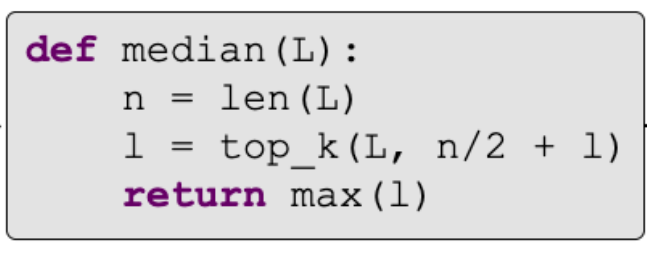 def median(L):
n = len(L)
l = top_k(L, n/2 + 1)
return max(l)